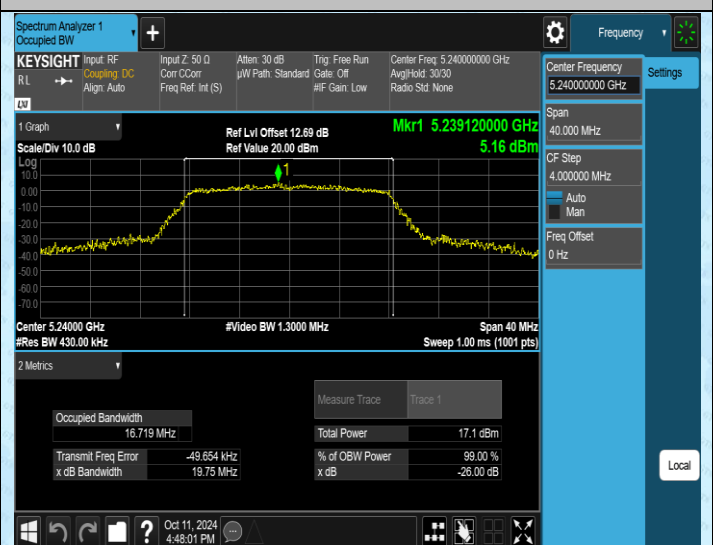 Spectrum Analyzer 1
Occupied BW
Frequency
KEYSIGHT
RL
LXI
Input: RF
Coupling: DC
Align: Auto
Input Z: 50 Ω
Corr CCorr
Freq Ref: Int (S)
Atten: 30 dB
µW Path: Standard
Trig: Free Run
Gate: Off
#IF Gain: Low
Center Freq: 5.240000000 GHz
Avg|Hold: 30/30
Radio Std: None
Center Frequency
5.240000000 GHz
Settings
Span
40.000 MHz
CF Step
4.000000 MHz
Auto
Man
Freq Offset
0 Hz
1 Graph
Scale/Div 10.0 dB
Ref Lvl Offset 12.69 dB
Ref Value 20.00 dBm
Mkr1 5.239120000 GHz
5.16 dBm
Log
10.0
0.00
-10.0
-20.0
-30.0
-40.0
-50.0
-60.0
-70.0
1
Center 5.24000 GHz
#Video BW 1.3000 MHz
Span 40 MHz
#Res BW 430.00 kHz
Sweep 1.00 ms (1001 pts)
2 Metrics
Measure Trace Trace 1
Occupied Bandwidth
16.719 MHz
Total Power 17.1 dBm
Transmit Freq Error -49.654 kHz
% of OBW Power 99.00 %
x dB Bandwidth 19.75 MHz
x dB -26.00 dB
Local
Oct 11, 2024
4:48:01 PM